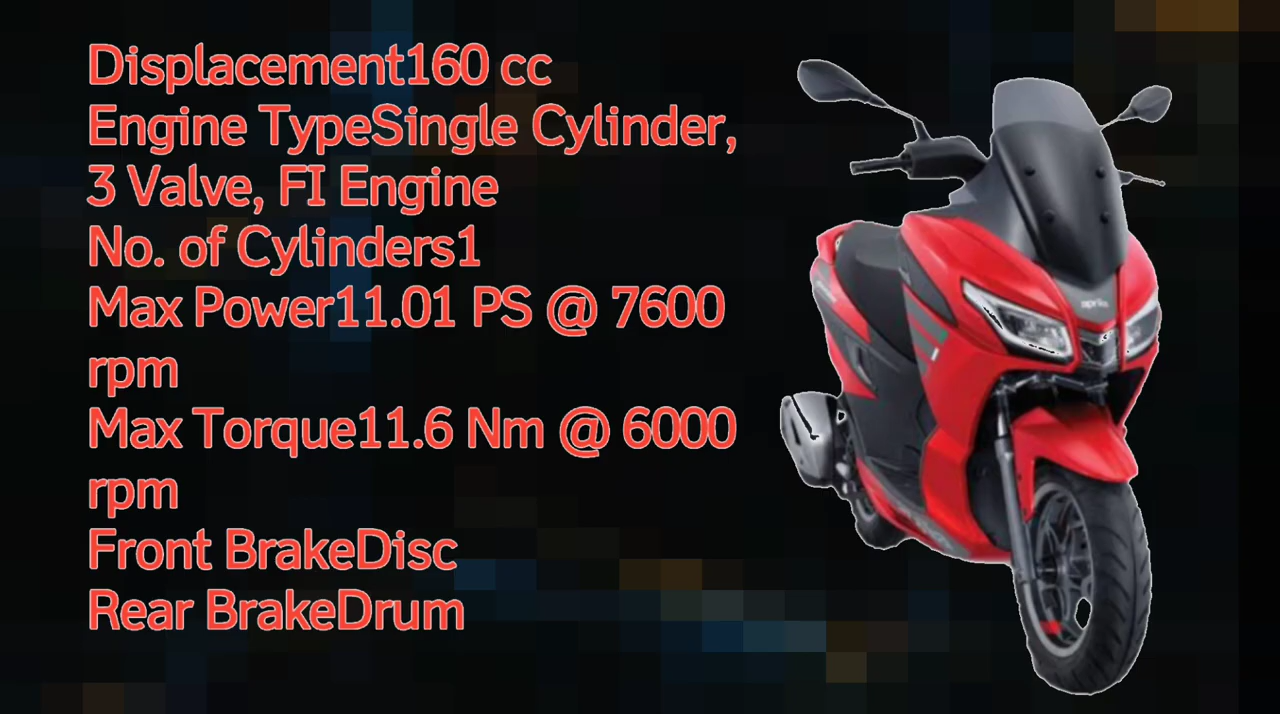 Displacement160 cc
Engine TypeSingle Cylinder,
3 Valve, FI Engine
No. of Cylinders1
Max Power11.01 PS @ 7600
rpm
Max Torque11.6 Nm @ 6000
rpm
Front BrakeDisc
Rear BrakeDrum
aprilia